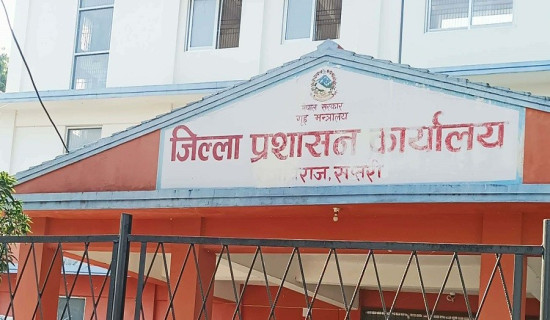 नेपाल सरकार
गृह मन्त्रालय
जिल्ला प्रशासन कार्यालय
राज, सप्तरी